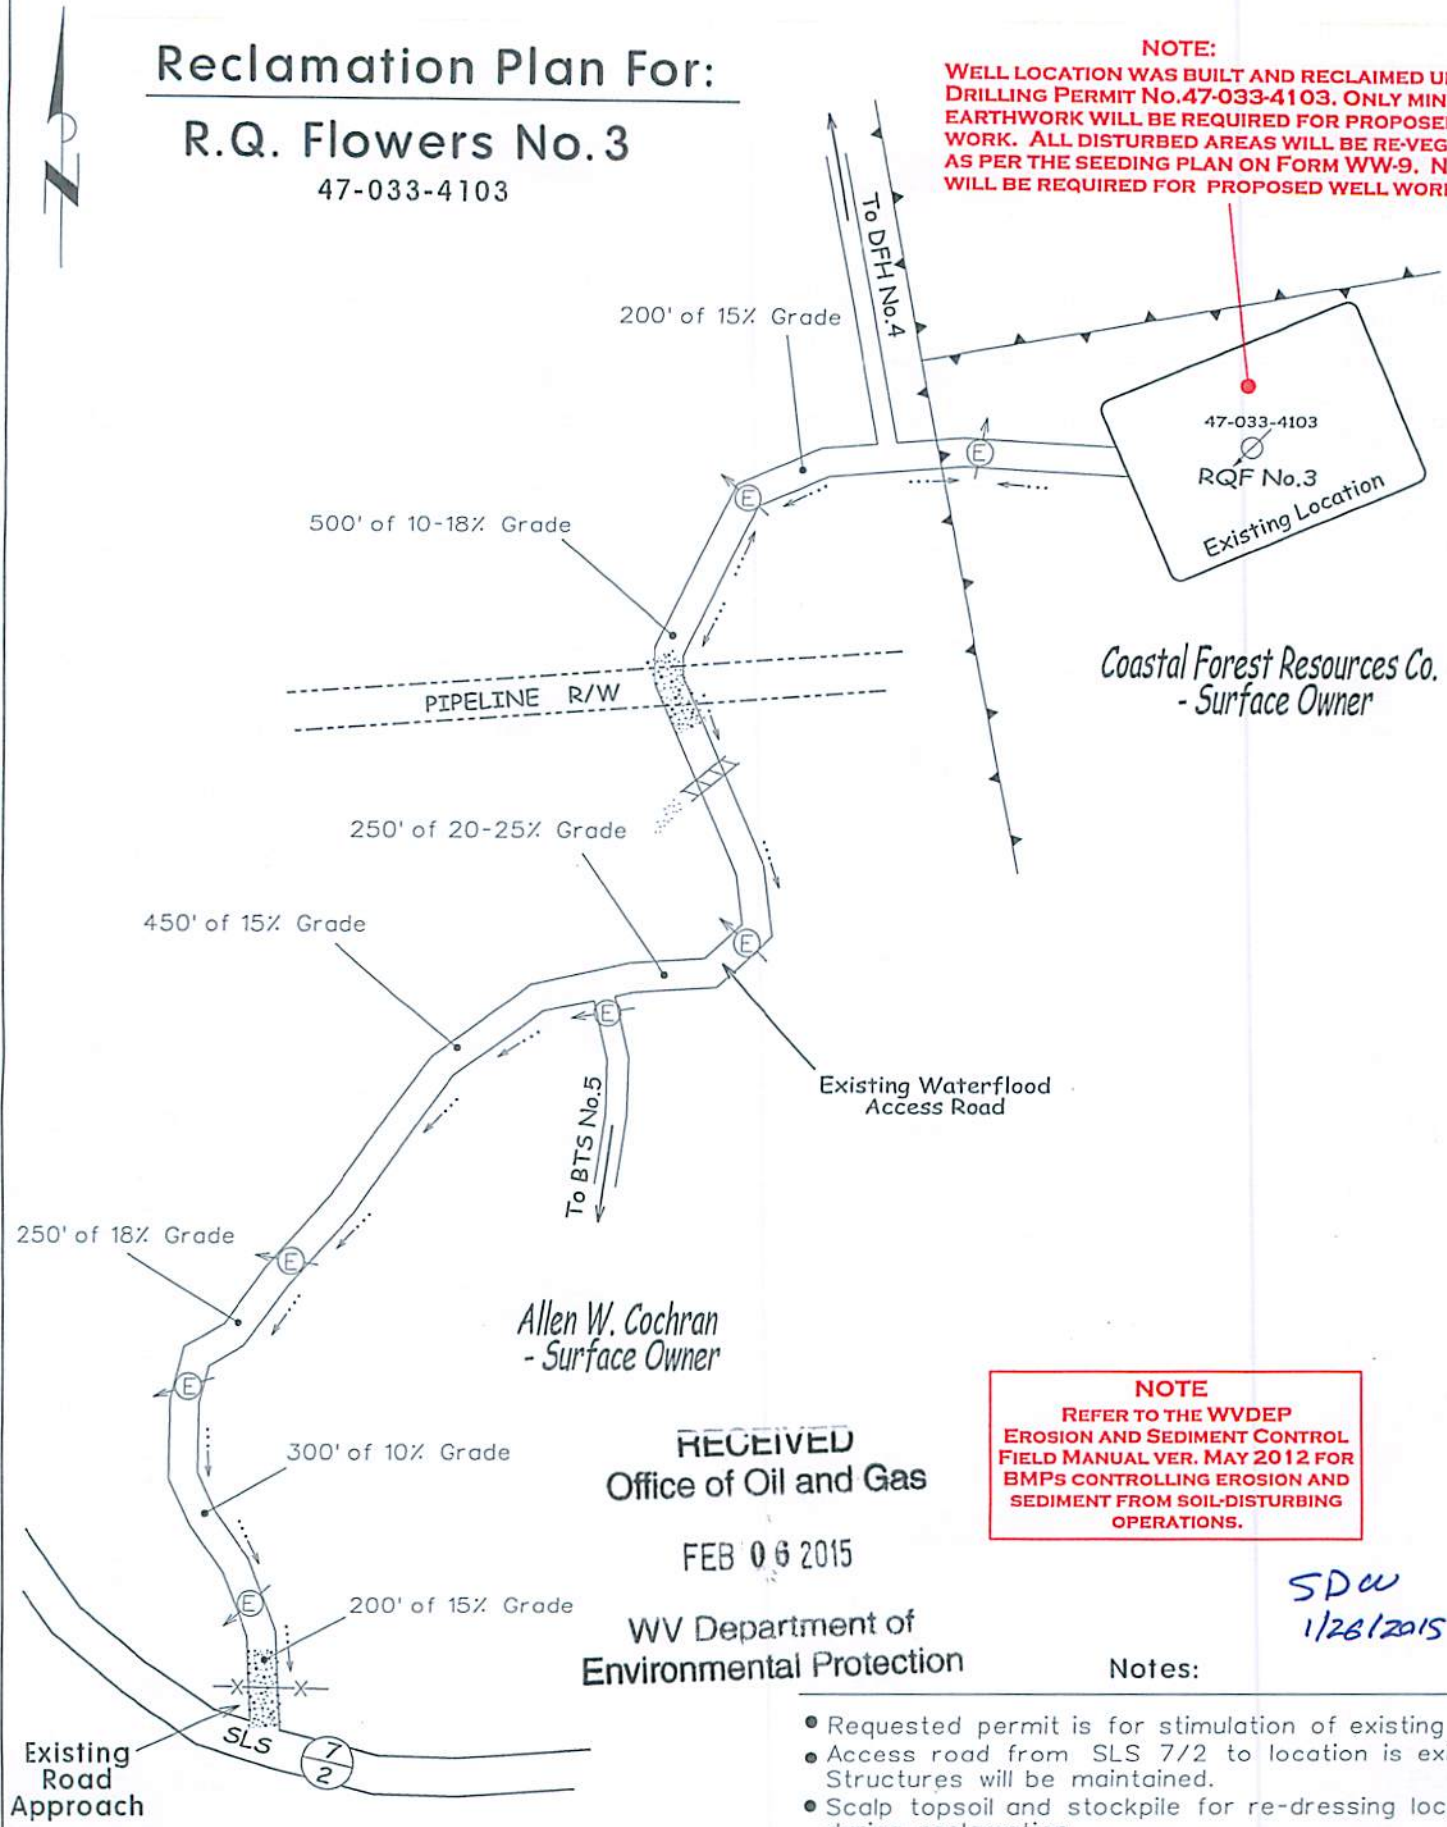 Reclamation Plan For:
R.Q. Flowers No.3
47-033-4103
N
NOTE:
WELL LOCATION WAS BUILT AND RECLAIMED
DRILLING PERMIT No.47-033-4103. ONLY
EARTHWORK WILL BE REQUIRED FOR
WORK. ALL DISTURBED AREAS WILL BE
AS PER THE SEEDING PLAN ON FORM WW-9.
WILL BE REQUIRED FOR PROPOSED WELL
To DFH No.4
200' of 15% Grade
47-033-4103
RQF No.3
Existing Location
E
E
500' of 10-18% Grade
PIPELINE R/W
Coastal Forest Resources Co.
- Surface Owner
250' of 20-25% Grade
450' of 15% Grade
E
E
Existing Waterflood
Access Road
To BTS No.5
250' of 18% Grade
E
Allen W. Cochran
- Surface Owner
E
300' of 10% Grade
RECEIVED
Office of Oil and Gas
FEB 06 2015
WV Department of
Environmental Protection
NOTE
REFER TO THE WVDEP
EROSION AND SEDIMENT CONTROL
FIELD MANUAL VER. MAY 2012 FOR
BMPS CONTROLLING EROSION AND
SEDIMENT FROM SOIL-DISTURBING
OPERATIONS.
SDW
1/26/2015
E
200' of 15% Grade
X X
SLS
7
2
Existing
Road
Approach
Notes:
• Requested permit is for stimulation of existing
• Access road from SLS 7/2 to location is
Structures will be maintained.
• Scalp topsoil and stockpile for re-dressing